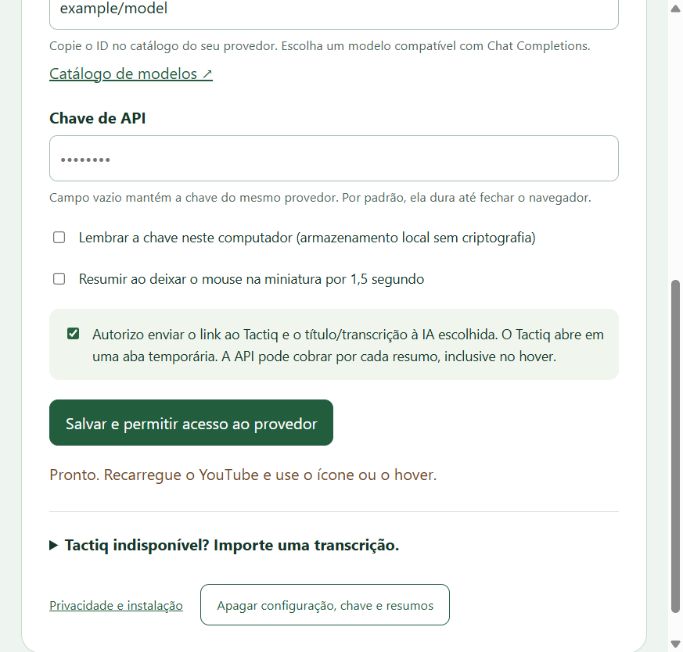 example/model
Copie o ID no catálogo do seu provedor. Escolha um modelo compatível com Chat Completions.
Catálogo de modelos ↗
Chave de API
••••••••
Campo vazio mantém a chave do mesmo provedor. Por padrão, ela dura até fechar o navegador.
Lembrar a chave neste computador (armazenamento local sem criptografia)
Resumir ao deixar o mouse na miniatura por 1,5 segundo
Autorizo enviar o link ao Tactiq e o título/transcrição à IA escolhida. O Tactiq abre em
uma aba temporária. A API pode cobrar por cada resumo, inclusive no hover.
Salvar e permitir acesso ao provedor
Pronto. Recarregue o YouTube e use o ícone ou o hover.
▶ Tactiq indisponível? Importe uma transcrição.
Privacidade e instalação
Apagar configuração, chave e resumos